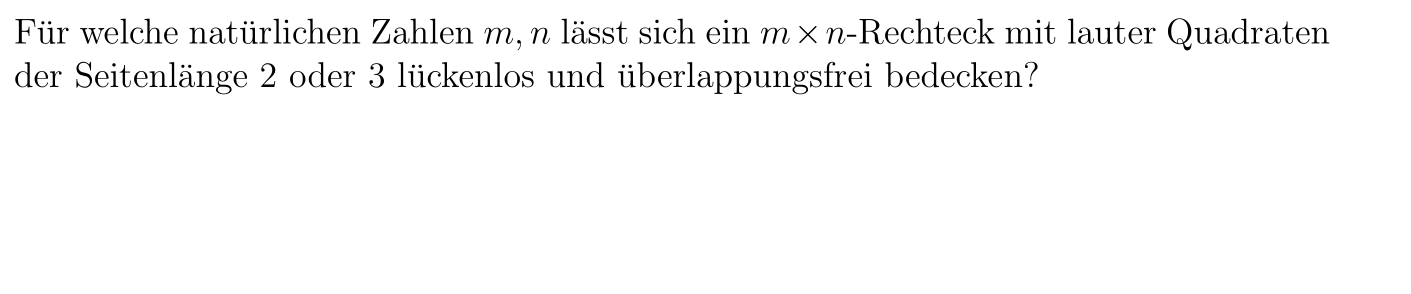 Für welche natürlichen Zahlen m, n lässt sich ein m × n-Rechteck mit lauter Quadraten
der Seitenlänge 2 oder 3 lückenlos und überlappungsfrei bedecken?